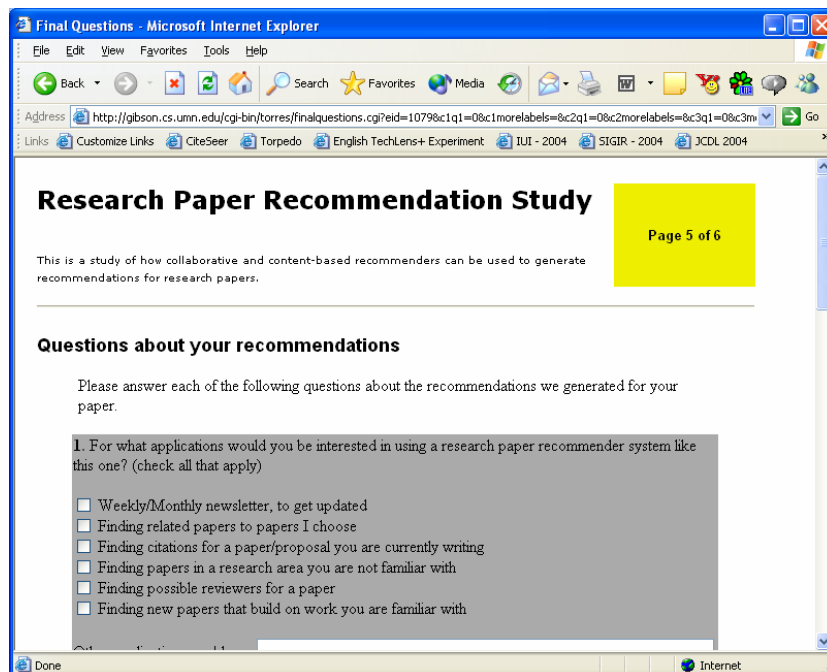 Final Questions - Microsoft Internet Explorer
File Edit View Favorites Tools Help
Back Search Favorites Media
Address http://gibson.cs.umn.edu/cgi-bin/torres/finalquestions.cgi?eid=1079&c1q1=0&c1morelabels=&c2q1=0&c2morelabels=&c3q1=0&c3m Go
Links Customize Links CiteSeer Torpedo English TechLens+ Experiment IUI - 2004 SIGIR - 2004 JCDL 2004 »
Research Paper Recommendation Study
Page 5 of 6
This is a study of how collaborative and content-based recommenders can be used to generate
recommendations for research papers.
Questions about your recommendations
Please answer each of the following questions about the recommendations we generated for your
paper.
1. For what applications would you be interested in using a research paper recommender system like
this one? (check all that apply)
Weekly/Monthly newsletter, to get updated
Finding related papers to papers I choose
Finding citations for a paper/proposal you are currently writing
Finding papers in a research area you are not familiar with
Finding possible reviewers for a paper
Finding new papers that build on work you are familiar with
Done Internet